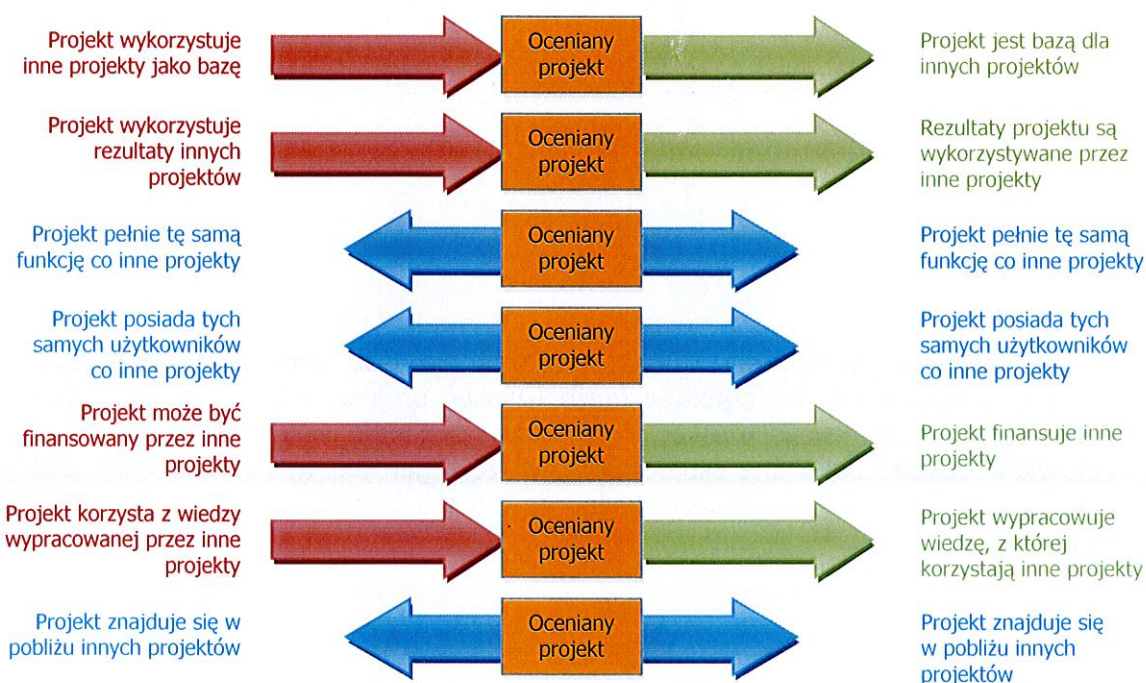 Projekt wykorzystuje
inne projekty jako bazę
Oceniany
projekt
Projekt jest bazą dla
innych projektów
Projekt wykorzystuje
rezultaty innych
projektów
Oceniany
projekt
Rezultaty projektu są
wykorzystywane przez
inne projekty
Projekt pełnie tę samą
funkcję co inne projekty
Oceniany
projekt
Projekt pełnie tę samą
funkcję co inne projekty
Projekt posiada tych
samych użytkowników
co inne projekty
Oceniany
projekt
Projekt posiada tych
samych użytkowników
co inne projekty
Projekt może być
finansowany przez inne
projekty
Oceniany
projekt
Projekt finansuje inne
projekty
Projekt korzysta z wiedzy
wypracowanej przez inne
projekty
Oceniany
projekt
Projekt wypracowuje
wiedzę, z której
korzystają inne projekty
Projekt znajduje się w
pobliżu innych projektów
Oceniany
projekt
Projekt znajduje się
w pobliżu innych
projektów